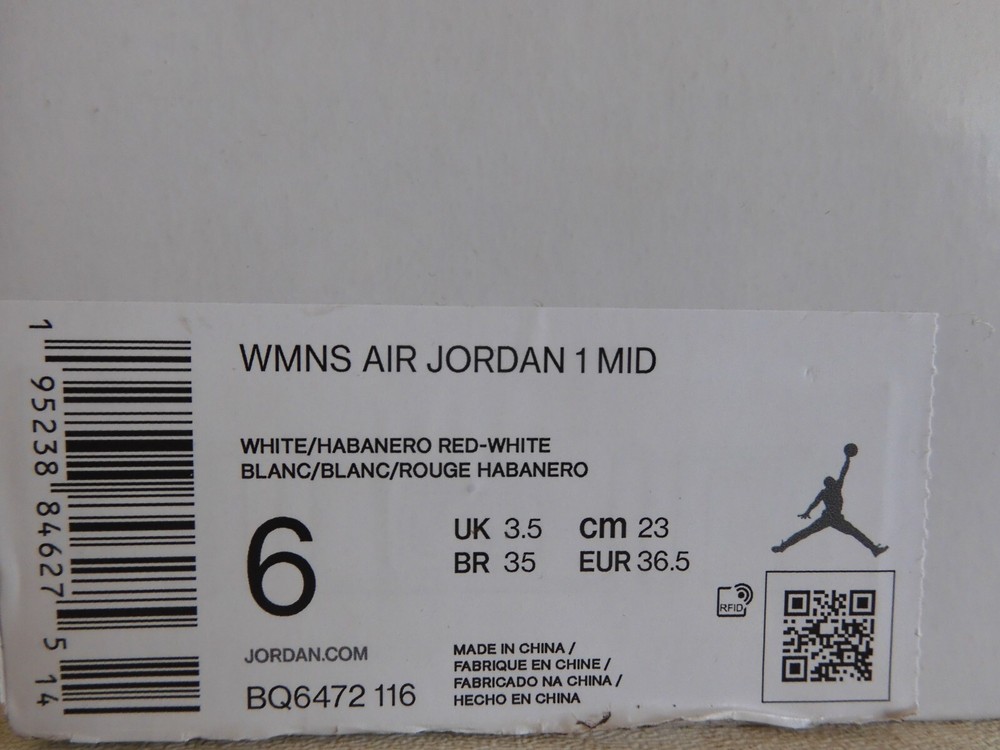 WMNS AIR JORDAN 1 MID
WHITE/HABANERO RED-WHITE
BLANC/BLANC/ROUGE HABANERO
6
UK 3.5 cm 23
BR 35 EUR 36.5
RFID
JORDAN.COM
BQ6472 116
MADE IN CHINA /
FABRIQUE EN CHINE /
FABRICADO NA CHINA /
HECHO EN CHINA
1 95238 84627 5 14